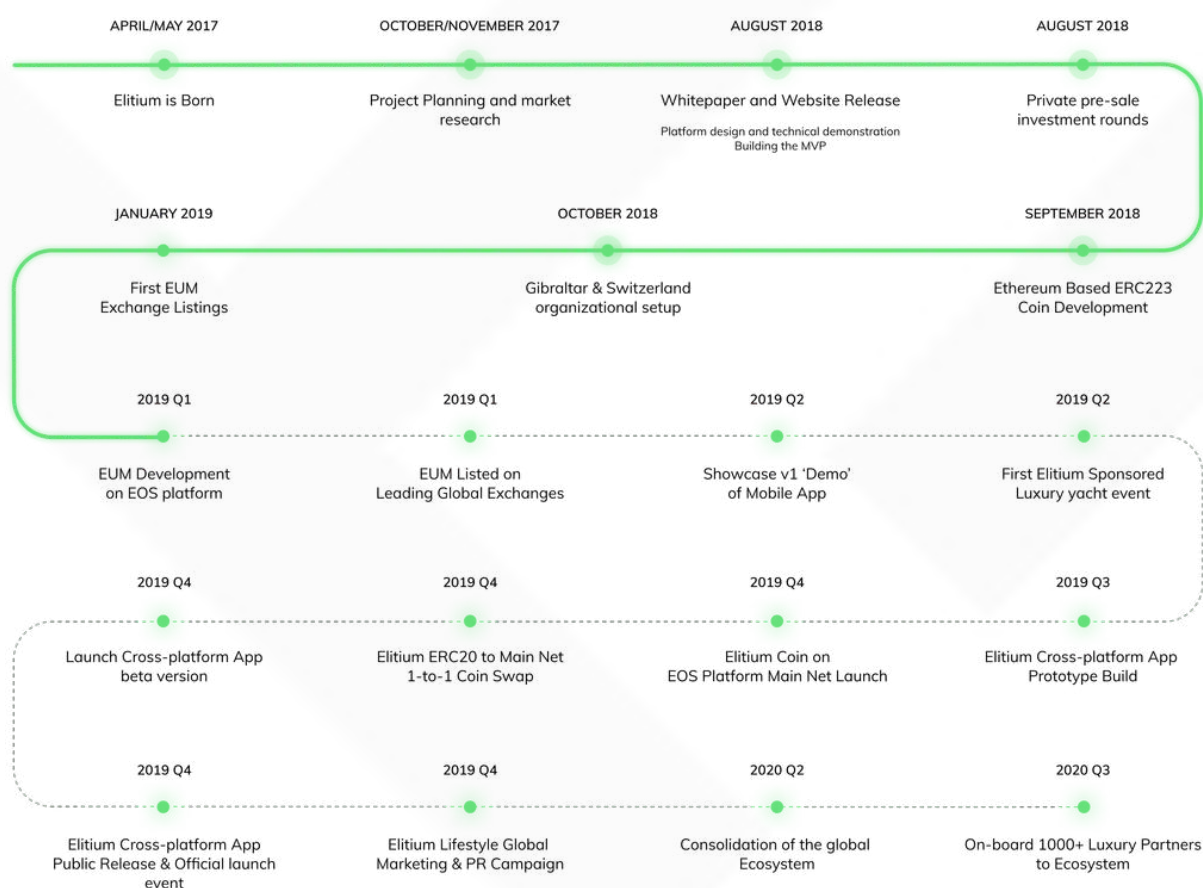 APRIL/MAY 2017
Elitium is Born
OCTOBER/NOVEMBER 2017
Project Planning and market
research
AUGUST 2018
Whitepaper and Website Release
Platform design and technical demonstration
Building the MVP
AUGUST 2018
Private pre-sale
investment rounds
SEPTEMBER 2018
Ethereum Based ERC223
Coin Development
OCTOBER 2018
Gibraltar & Switzerland
organizational setup
JANUARY 2019
First EUM
Exchange Listings
2019 Q1
EUM Development
on EOS platform
2019 Q1
EUM Listed on
Leading Global Exchanges
2019 Q2
Showcase v1 ‘Demo’
of Mobile App
2019 Q2
First Elitium Sponsored
Luxury yacht event
2019 Q3
Elitium Cross-platform App
Prototype Build
2019 Q4
Elitium Coin on
EOS Platform Main Net Launch
2019 Q4
Elitium ERC20 to Main Net
1-to-1 Coin Swap
2019 Q4
Launch Cross-platform App
beta version
2019 Q4
Elitium Cross-platform App
Public Release & Official launch
event
2019 Q4
Elitium Lifestyle Global
Marketing & PR Campaign
2020 Q2
Consolidation of the global
Ecosystem
2020 Q3
On-board 1000+ Luxury Partners
to Ecosystem